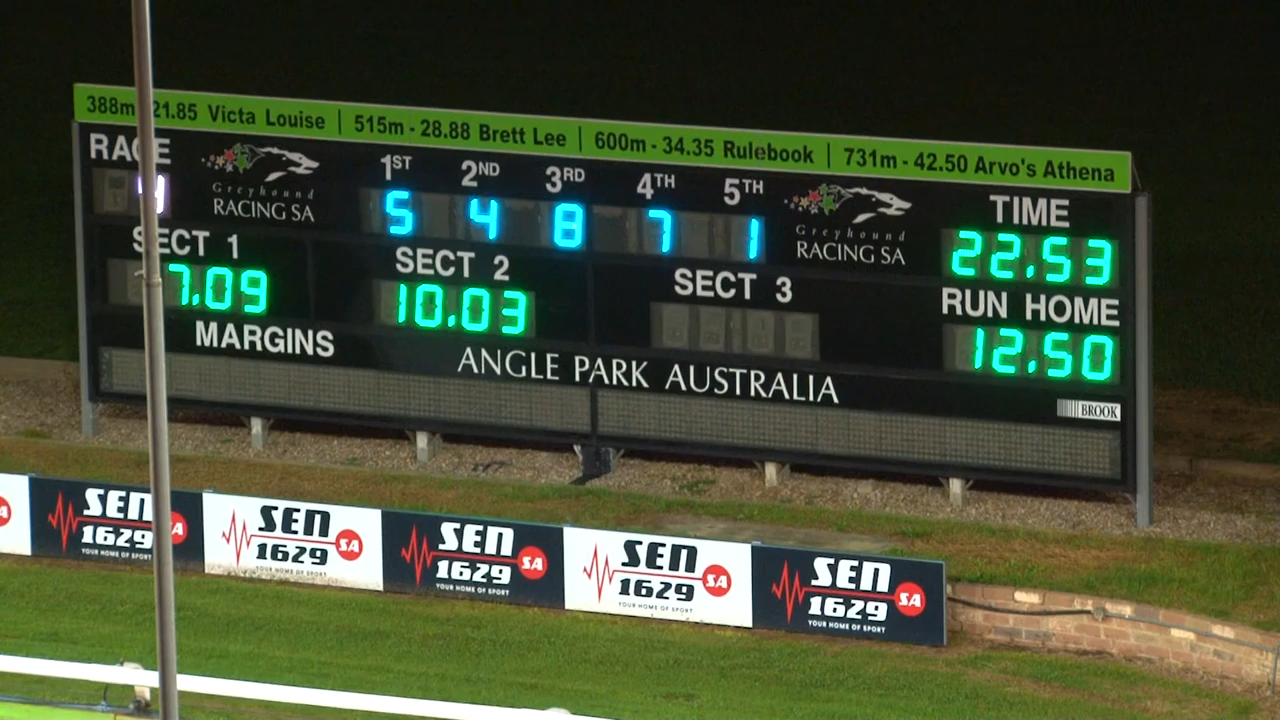 388m 21.85 Victa Louise | 515m - 28.88 Brett Lee | 600m - 34.35 Rulebook | 731m - 42.50 Arvo's Athena
RACE
4
Greyhound
RACING SA
1ST 2ND 3RD 4TH 5TH
5 4 8 7 1
Greyhound
RACING SA
TIME
22.53
SECT 1
7.09
SECT 2
10.03
SECT 3
RUN HOME
12.50
MARGINS
ANGLE PARK AUSTRALIA
BROOK
A
SEN
1629
SA
YOUR HOME OF SPORT
SEN
1629
SA
YOUR HOME OF SPORT
SEN
1629
SA
YOUR HOME OF SPORT
SEN
1629
SA
YOUR HOME OF SPORT
SEN
1629
SA
YOUR HOME OF SPORT